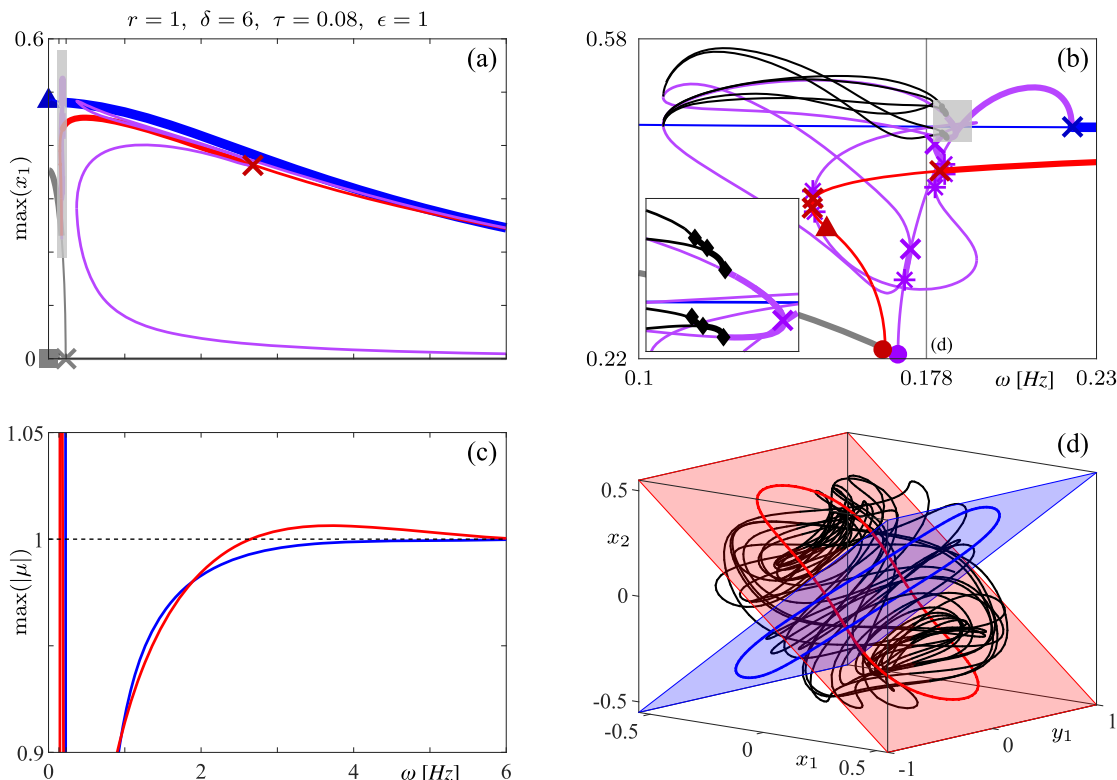 r = 1, δ = 6, τ = 0.08, ϵ = 1
0.6
(a)
max(x₁)
0
0.58
(b)
0.22
(d)
0.1
0.178
ω [Hz]
0.23
1.05
(c)
max(|μ|)
1
0.9
0
2
4
ω [Hz]
6
(d)
0.5
x₂
0
-0.5
-0.5
0
x₁
0.5
-1
0
y₁
1